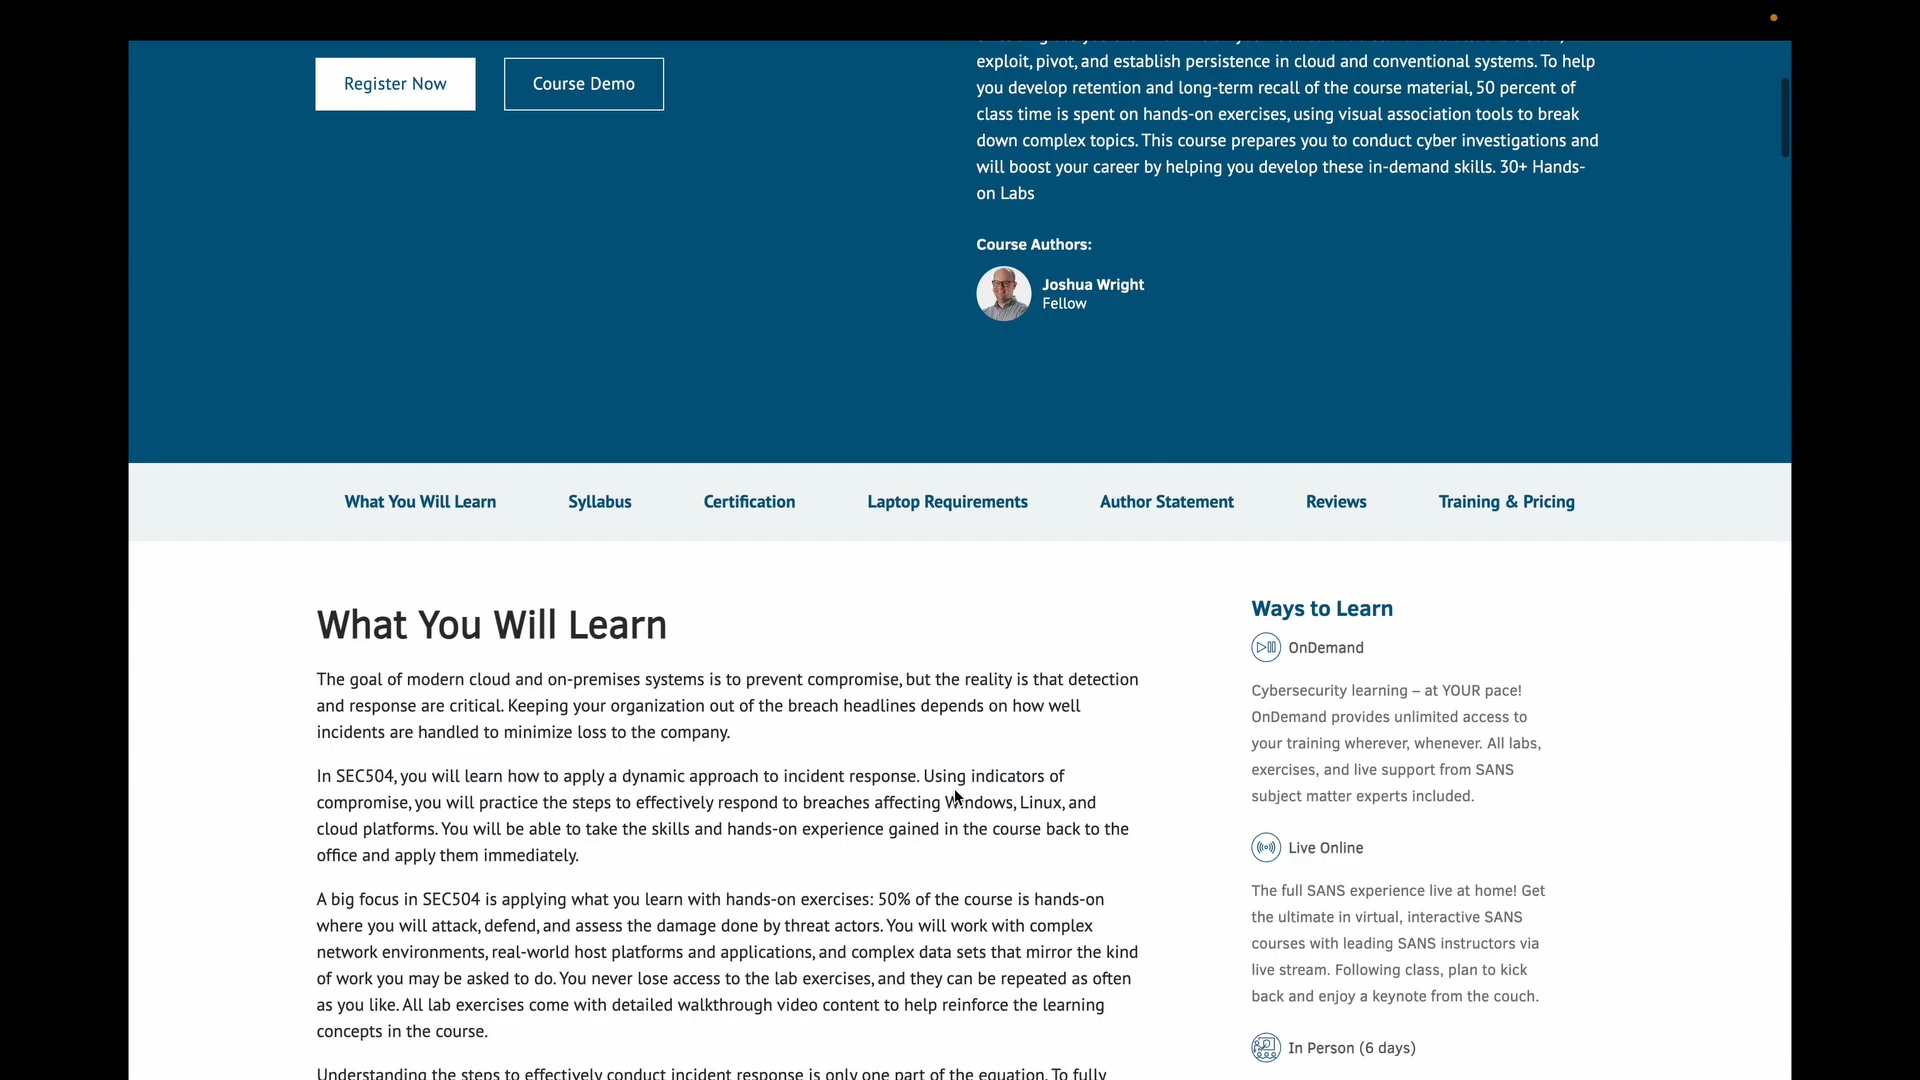 Register Now
Course Demo
exploit, pivot, and establish persistence in cloud and conventional systems. To help
you develop retention and long-term recall of the course material, 50 percent of
class time is spent on hands-on exercises, using visual association tools to break
down complex topics. This course prepares you to conduct cyber investigations and
will boost your career by helping you develop these in-demand skills. 30+ Hands-
on Labs
Course Authors:
Joshua Wright
Fellow
What You Will Learn
Syllabus
Certification
Laptop Requirements
Author Statement
Reviews
Training & Pricing
What You Will Learn
The goal of modern cloud and on-premises systems is to prevent compromise, but the reality is that detection
and response are critical. Keeping your organization out of the breach headlines depends on how well
incidents are handled to minimize loss to the company.
In SEC504, you will learn how to apply a dynamic approach to incident response. Using indicators of
compromise, you will practice the steps to effectively respond to breaches affecting Windows, Linux, and
cloud platforms. You will be able to take the skills and hands-on experience gained in the course back to the
office and apply them immediately.
A big focus in SEC504 is applying what you learn with hands-on exercises: 50% of the course is hands-on
where you will attack, defend, and assess the damage done by threat actors. You will work with complex
network environments, real-world host platforms and applications, and complex data sets that mirror the kind
of work you may be asked to do. You never lose access to the lab exercises, and they can be repeated as often
as you like. All lab exercises come with detailed walkthrough video content to help reinforce the learning
concepts in the course.
Understanding the steps to effectively conduct incident response is only one part of the equation. To fully
Ways to Learn
OnDemand
Cybersecurity learning – at YOUR pace!
OnDemand provides unlimited access to
your training wherever, whenever. All labs,
exercises, and live support from SANS
subject matter experts included.
Live Online
The full SANS experience live at home! Get
the ultimate in virtual, interactive SANS
courses with leading SANS instructors via
live stream. Following class, plan to kick
back and enjoy a keynote from the couch.
In Person (6 days)